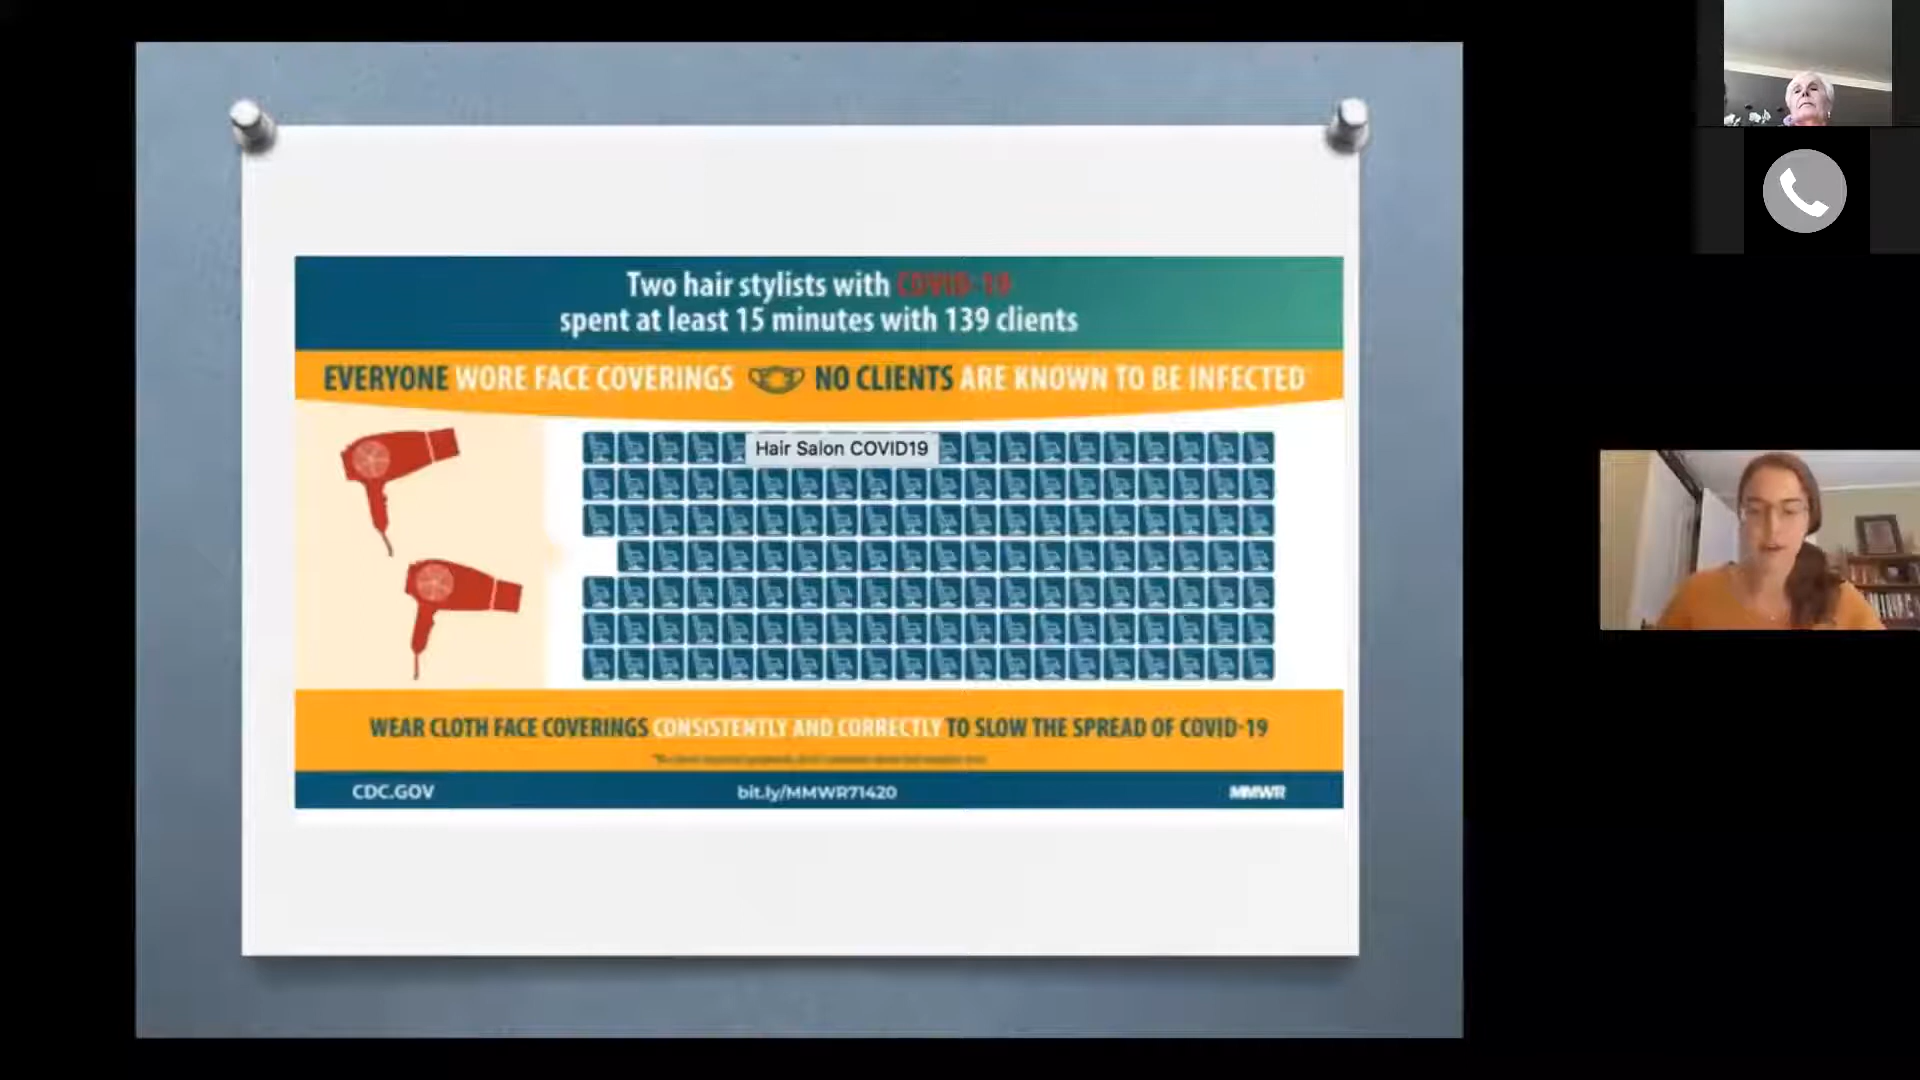 Two hair stylists with COVID-19
spent at least 15 minutes with 139 clients
EVERYONE WORE FACE COVERINGS NO CLIENTS ARE KNOWN TO BE INFECTED
Hair Salon COVID19
WEAR CLOTH FACE COVERINGS CONSISTENTLY AND CORRECTLY TO SLOW THE SPREAD OF COVID-19
CDC.GOV bit.ly/MMWR71420 MMWR